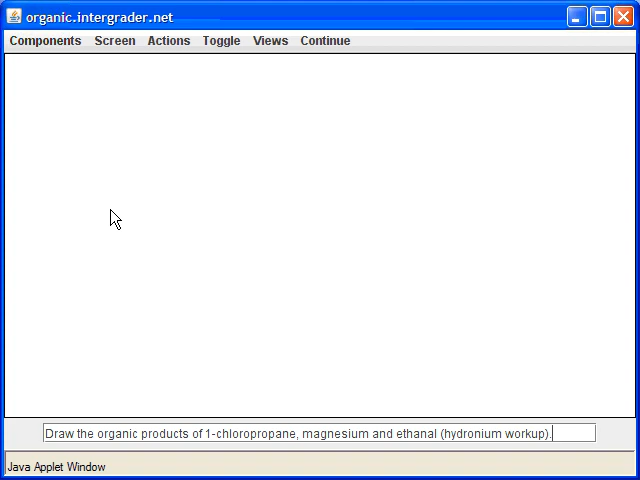 organic.intergrader.net
Components Screen Actions Toggle Views Continue
Draw the organic products of 1-chloropropane, magnesium and ethanal (hydronium workup).
Java Applet Window